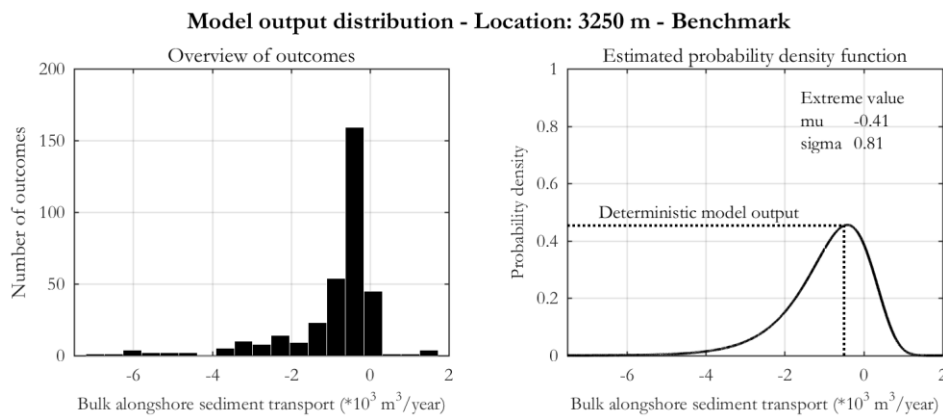 Model output distribution - Location: 3250 m - Benchmark
Overview of outcomes
200
150
100
50
0
-6
-4
-2
0
2
Number of outcomes
Bulk alongshore sediment transport (*10³ m³/year)
Estimated probability density function
1
0.8
0.6
0.4
0.2
0
-6
-4
-2
0
2
Probability density
Extreme value
mu -0.41
sigma 0.81
Deterministic model output
Bulk alongshore sediment transport (*10³ m³/year)